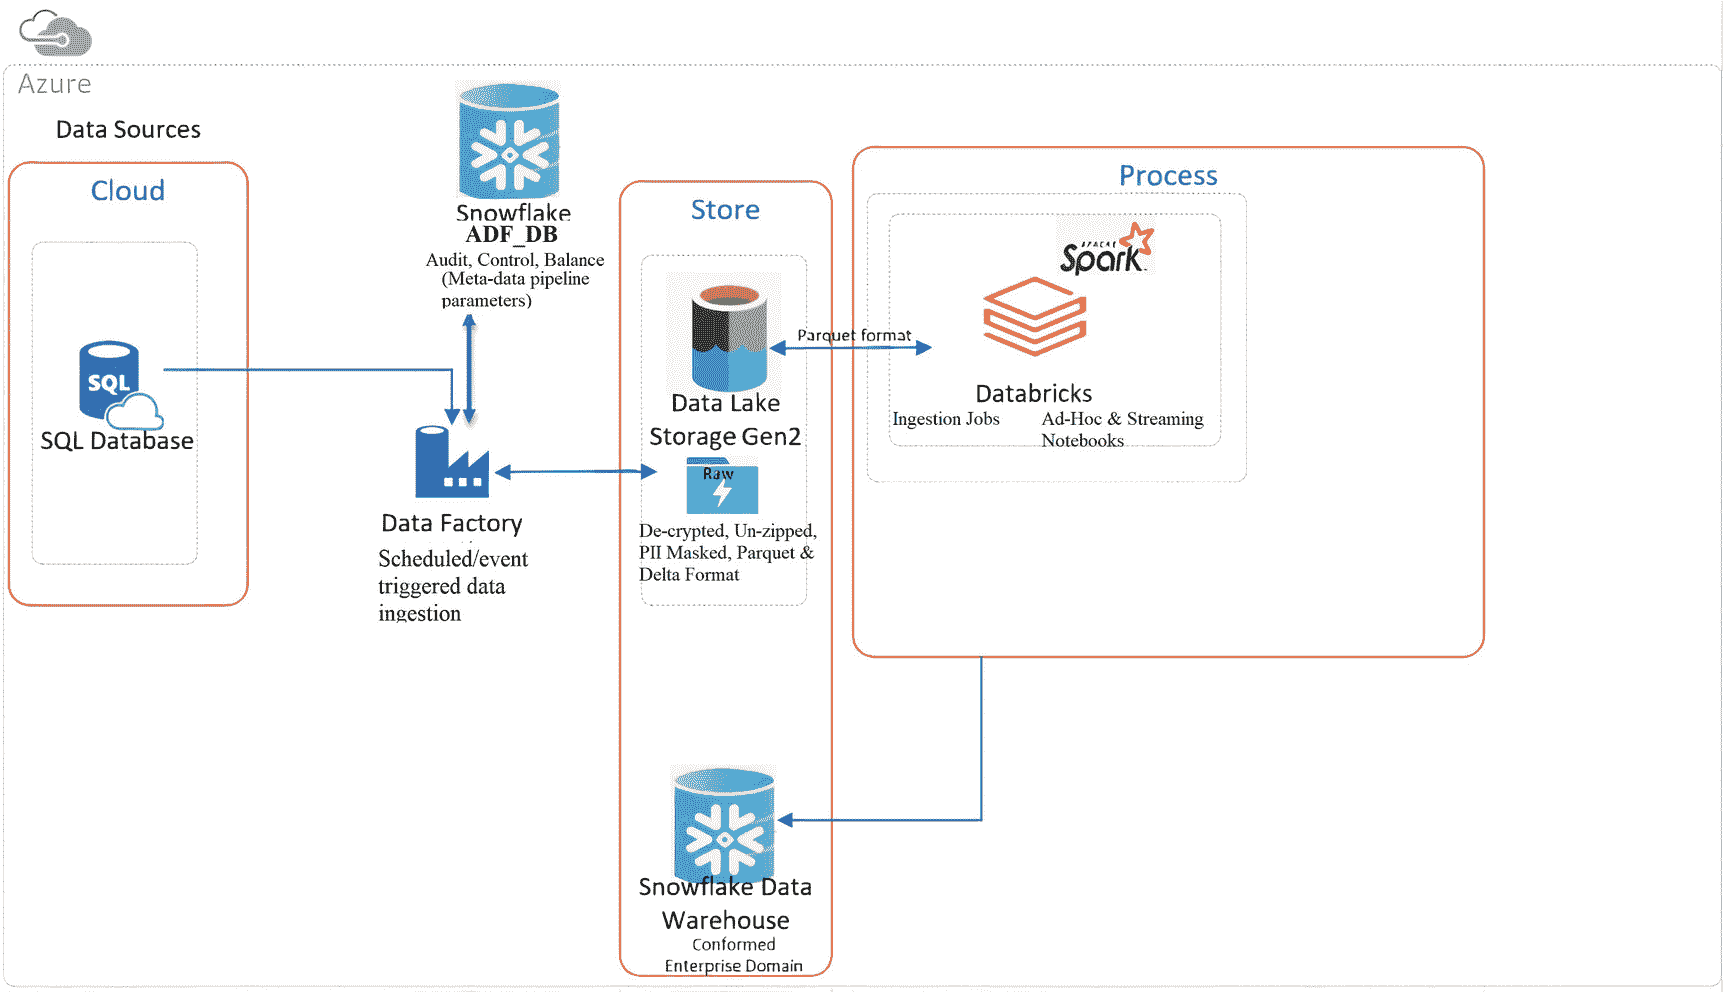 Azure
Data Sources
Cloud
SQL
SQL Database
Snowflake
ADF_DB
Audit, Control, Balance
(Meta-data pipeline
parameters)
Data Factory
Scheduled/event
triggered data
ingestion
Store
Data Lake
Storage Gen2
Raw
De-crypted, Un-zipped,
PII Masked, Parquet &
Delta Format
Parquet format
Process
APACHE
Spark
Databricks
Ingestion Jobs
Ad-Hoc & Streaming
Notebooks
Snowflake Data
Warehouse
Conformed
Enterprise Domain